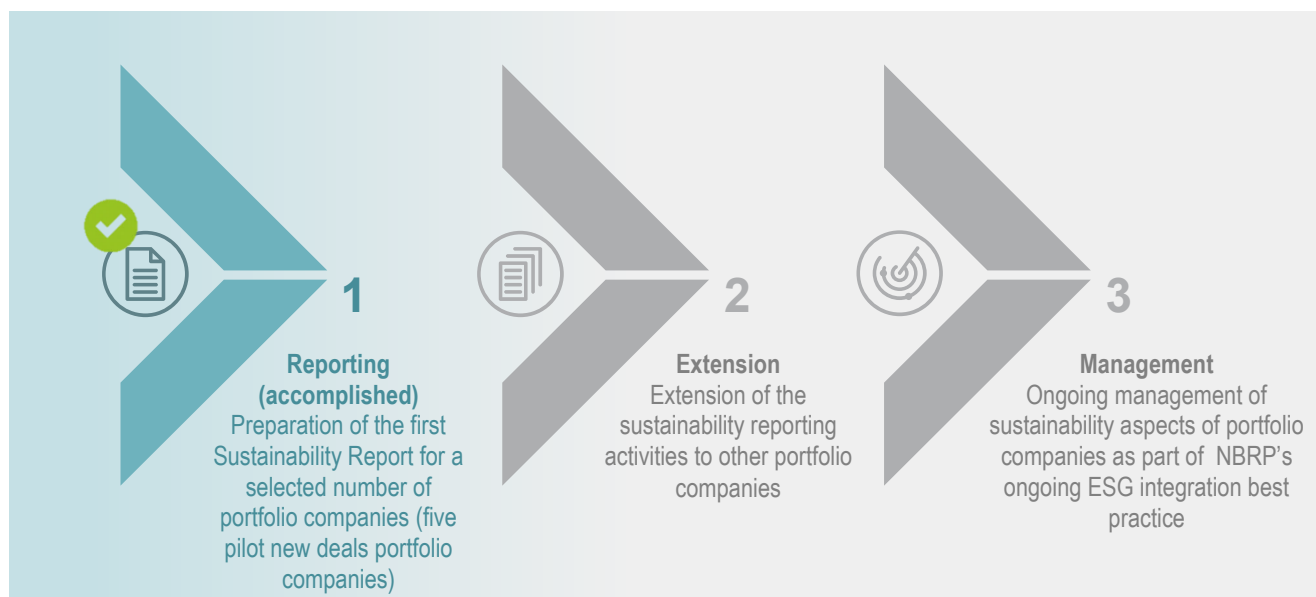 1
Reporting
(accomplished)
Preparation of the first
Sustainability Report for a
selected number of
portfolio companies (five
pilot new deals portfolio
companies)
2
Extension
Extension of the
sustainability reporting
activities to other portfolio
companies
3
Management
Ongoing management of
sustainability aspects of portfolio
companies as part of  NBRP’s
ongoing ESG integration best
practice